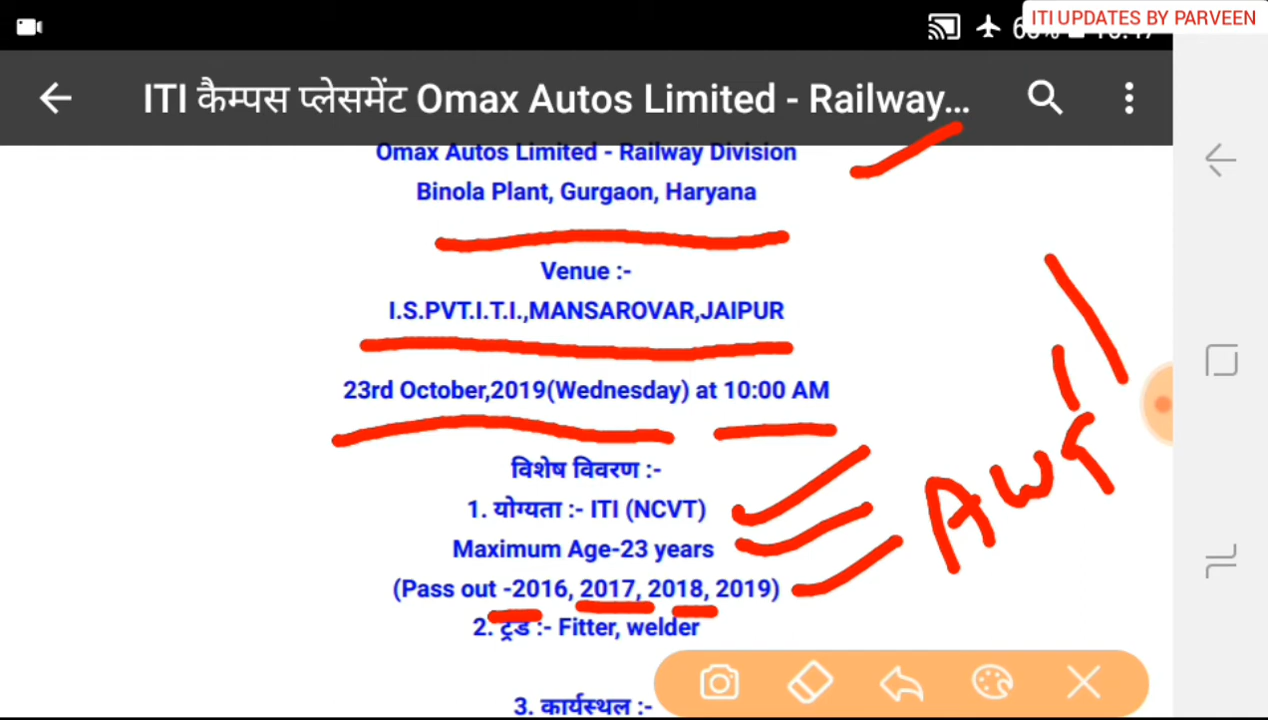 ITI UPDATES BY PARVEEN
ITI कैम्पस प्लेसमेंट Omax Autos Limited - Railway...
Omax Autos Limited - Railway Division
Binola Plant, Gurgaon, Haryana
Venue :-
I.S.PVT.I.T.I.,MANSAROVAR,JAIPUR
23rd October,2019(Wednesday) at 10:00 AM
विशेष विवरण :-
1. योग्यता :- ITI (NCVT)
Maximum Age-23 years
(Pass out -2016, 2017, 2018, 2019)
2. ट्रेड :- Fitter, welder
3. कार्यस्थल :-